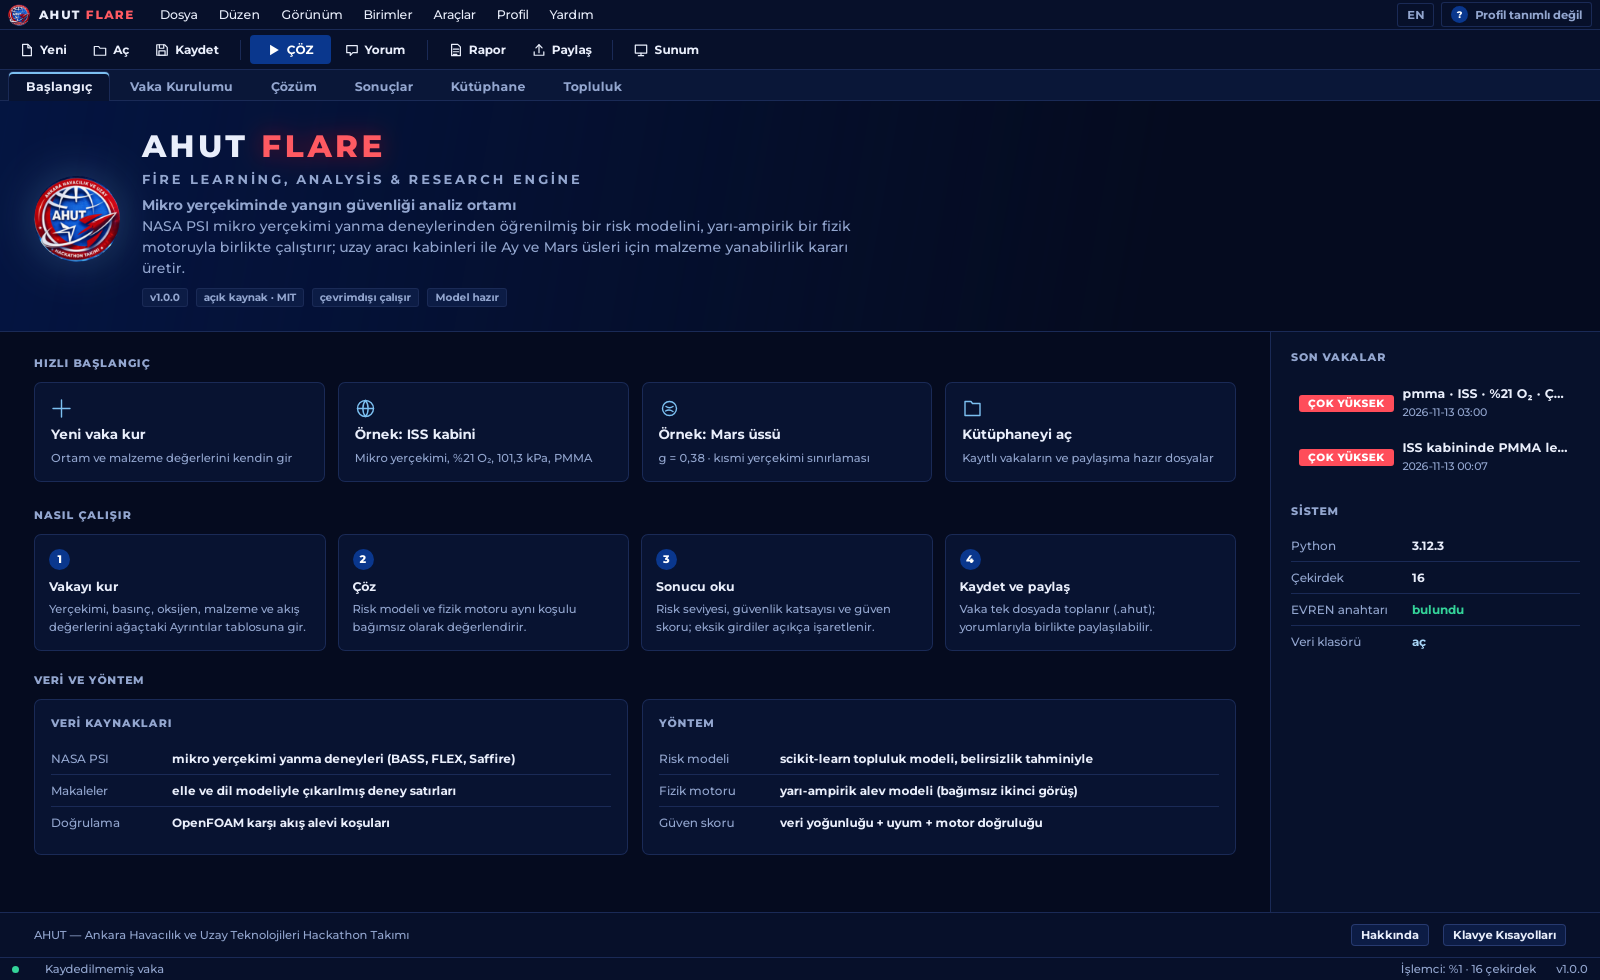 AHUT FLARE Dosya Düzen Görünüm Birimler Araçlar Profil Yardım EN ? Profil tanımlı değil
Yeni Aç Kaydet ÇÖZ Yorum Rapor Paylaş Sunum
Başlangıç Vaka Kurulumu Çözüm Sonuçlar Kütüphane Topluluk
AHUT FLARE
FİRE LEARNİNG, ANALYSİS & RESEARCH ENGİNE
Mikro yerçekiminde yangın güvenliği analiz ortamı
NASA PSI mikro yerçekimi yanma deneylerinden öğrenilmiş bir risk modelini, yarı-ampirik bir fizik
motoruyla birlikte çalıştırır; uzay aracı kabinleri ile Ay ve Mars üsleri için malzeme yanabilirlik kararı
üretir.
v1.0.0 açık kaynak · MIT çevrimdışı çalışır Model hazır
HIZLI BAŞLANGIÇ
Yeni vaka kur
Ortam ve malzeme değerlerini kendin gir
Örnek: ISS kabini
Mikro yerçekimi, %21 O₂, 101,3 kPa, PMMA
Örnek: Mars üssü
g = 0,38 · kısmi yerçekimi sınırlaması
Kütüphaneyi aç
Kayıtlı vakaların ve paylaşıma hazır dosyalar
NASIL ÇALIŞIR
1
Vakayı kur
Yerçekimi, basınç, oksijen, malzeme ve akış
değerlerini ağaçtaki Ayrıntılar tablosuna gir.
2
Çöz
Risk modeli ve fizik motoru aynı koşulu
bağımsız olarak değerlendirir.
3
Sonucu oku
Risk seviyesi, güvenlik katsayısı ve güven
skoru; eksik girdiler açıkça işaretlenir.
4
Kaydet ve paylaş
Vaka tek dosyada toplanır (.ahut);
yorumlarıyla birlikte paylaşılabilir.
VERİ VE YÖNTEM
VERİ KAYNAKLARI
NASA PSI mikro yerçekimi yanma deneyleri (BASS, FLEX, Saffire)
Makaleler elle ve dil modeliyle çıkarılmış deney satırları
Doğrulama OpenFOAM karşı akış alevi koşuları
YÖNTEM
Risk modeli scikit-learn topluluk modeli, belirsizlik tahminiyle
Fizik motoru yarı-ampirik alev modeli (bağımsız ikinci görüş)
Güven skoru veri yoğunluğu + uyum + motor doğruluğu
SON VAKALAR
ÇOK YÜKSEK pmma · ISS · %21 O₂ · Ç...
2026-11-13 03:00
ÇOK YÜKSEK ISS kabininde PMMA le...
2026-11-13 00:07
SİSTEM
Python 3.12.3
Çekirdek 16
EVREN anahtarı bulundu
Veri klasörü aç
AHUT — Ankara Havacılık ve Uzay Teknolojileri Hackathon Takımı Hakkında Klavye Kısayolları
Kaydedilmemiş vaka İşlemci: %1 · 16 çekirdek v1.0.0